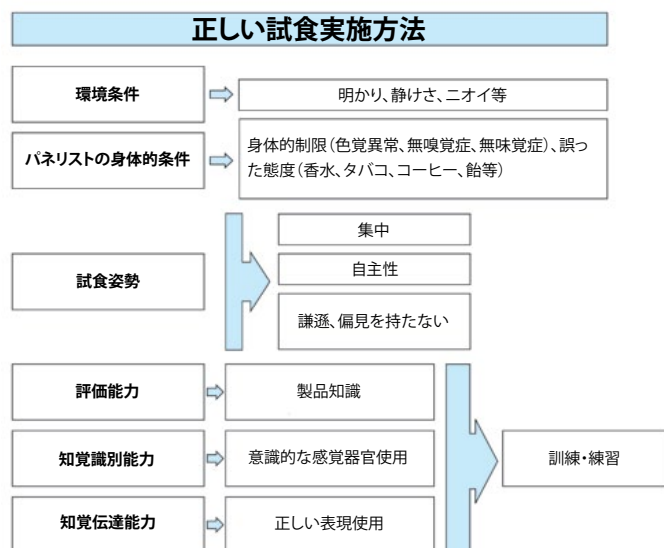 正しい試食実施方法
環境条件
明かり、静けさ、ニオイ等
パネリストの身体的条件
身体的制限（色覚異常、無嗅覚症、無味覚症）、誤っ
た態度（香水、タバコ、コーヒー、飴等）
試食姿勢
集中
自主性
謙遜、偏見を持たない
評価能力
製品知識
知覚識別能力
意識的な感覚器官使用
知覚伝達能力
正しい表現使用
訓練・練習